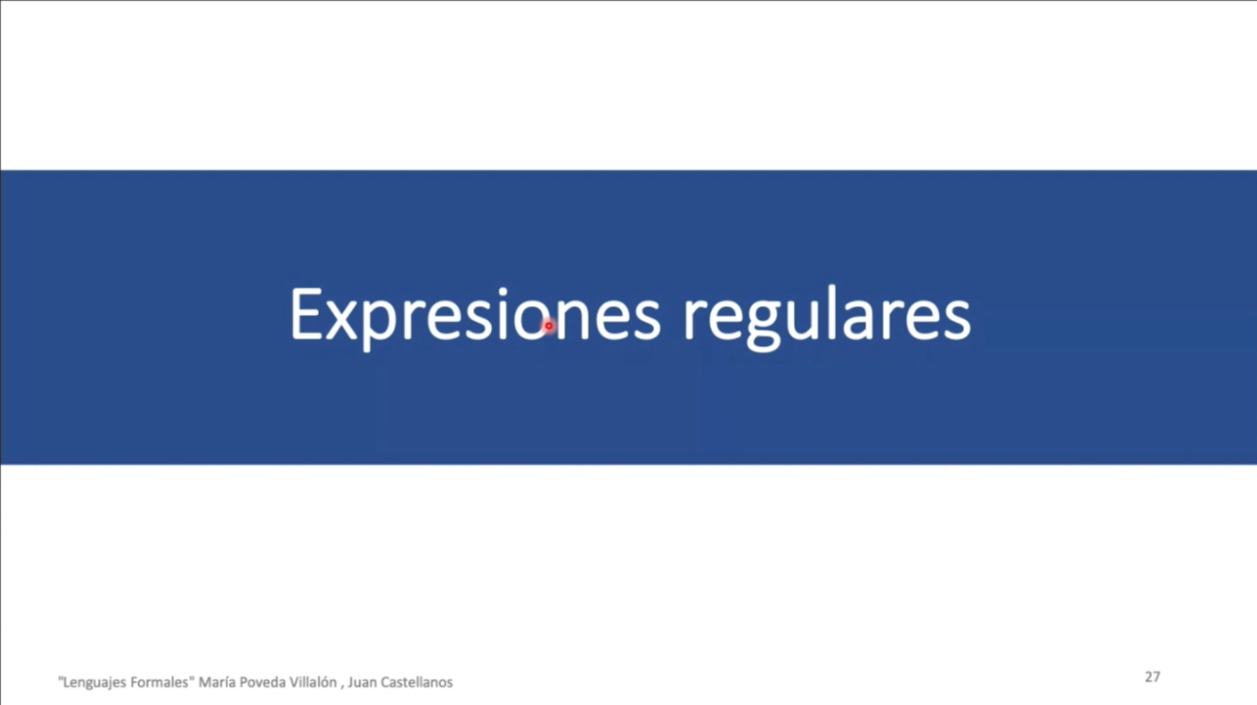 Expresiones regulares
"Lenguajes Formales" María Poveda Villalón , Juan Castellanos
27